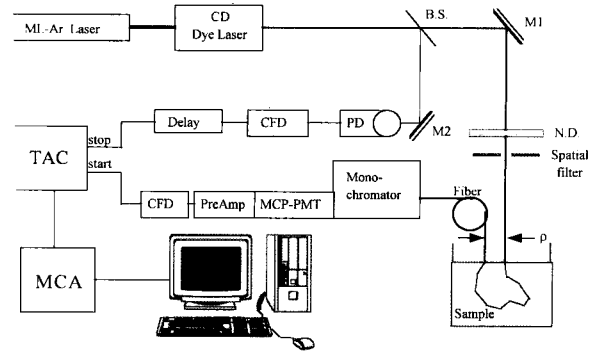 ML-Ar Laser
CD
Dye Laser
B.S.
M1
Delay
CFD
PD
M2
N.D.
Spatial
filter
stop
TAC
start
CFD
PreAmp
MCP-PMT
Mono-
chromator
Fiber
ρ
MCA
Sample